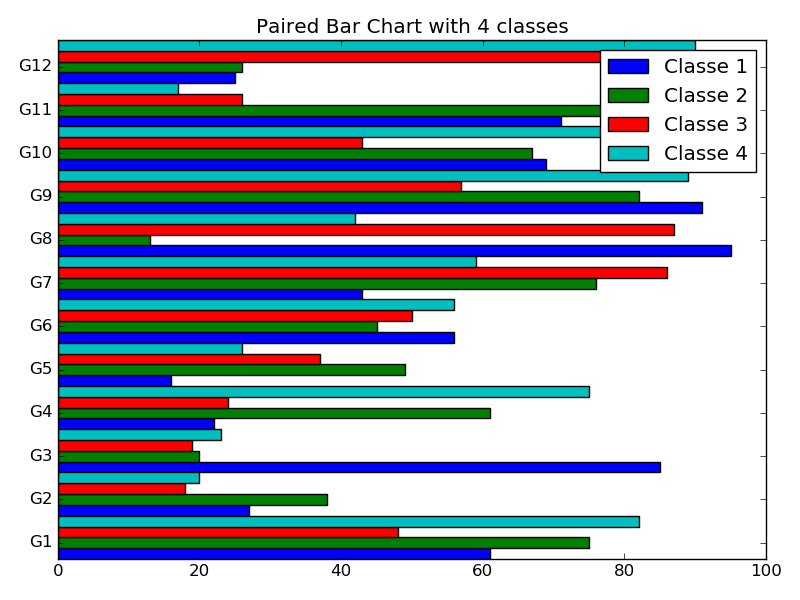 Paired Bar Chart with 4 classes
G12
G11
G10
G9
G8
G7
G6
G5
G4
G3
G2
G1
Classe 1
Classe 2
Classe 3
Classe 4
0 20 40 60 80 100